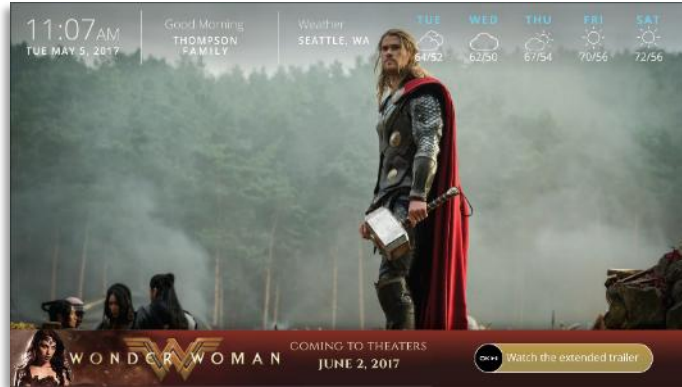 11:07AM
TUE MAY 5, 2017
Good Morning
THOMPSON
FAMILY
Weather
SEATTLE, WA
TUE WED THU FRI SAT
64/52 62/50 67/54 70/56 72/56
WONDER WOMAN
COMING TO THEATERS
JUNE 2, 2017
Watch the extended trailer